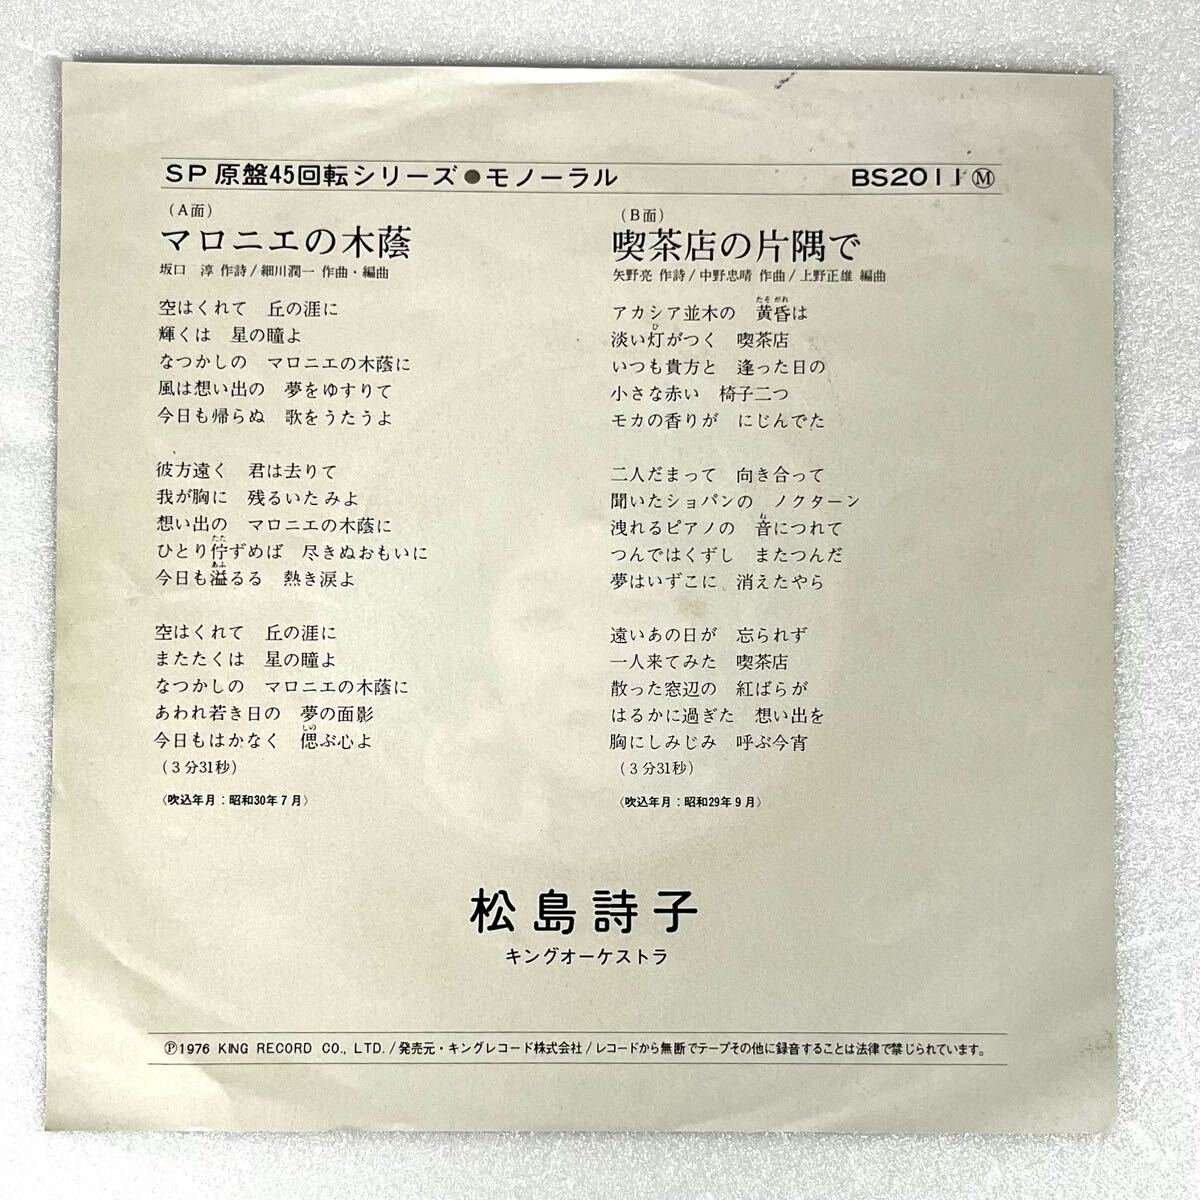 SP原盤45回転シリーズ●モノーラル BS2011 Ⓜ
(A面)
マロニエの木蔭
坂口 淳 作詩/細川潤一 作曲・編曲
空はくれて 丘の涯に
輝くは 星の瞳よ
なつかしの マロニエの木蔭に
風は想い出の 夢をゆすりて
今日も帰らぬ 歌をうたうよ
彼方遠く 君は去りて
我が胸に 残るいたみよ
想い出の マロニエの木蔭に
ひとり佇ずめば 尽きぬおもいに
今日も溢るる 熱き涙よ
空はくれて 丘の涯に
またたくは 星の瞳よ
なつかしの マロニエの木蔭に
あわれ若き日の 夢の面影
今日もはかなく 偲ぶ心よ
(3分31秒)
〈吹込年月:昭和30年7月〉
(B面)
喫茶店の片隅で
矢野亮 作詩/中野忠晴 作曲/上野正雄 編曲
アカシア並木の 黄昏は
淡い灯がつく 喫茶店
いつも貴方と 逢った日の
小さな赤い 椅子二つ
モカの香りが にじんでた
二人だまって 向き合って
聞いたショパンの ノクターン
洩れるピアノの 音につれて
つんではくずし またつんだ
夢はいずこに 消えたやら
遠いあの日が 忘られず
一人来てみた 喫茶店
散った窓辺の 紅ばらが
はるかに過ぎた 想い出を
胸にしみじみ 呼ぶ今宵
(3分31秒)
〈吹込年月:昭和29年9月〉
松島詩子
キングオーケストラ
Ⓟ1976 KING RECORD CO., LTD./発売元・キングレコード株式会社/レコードから無断でテープその他に録音することは法律で禁じられています。